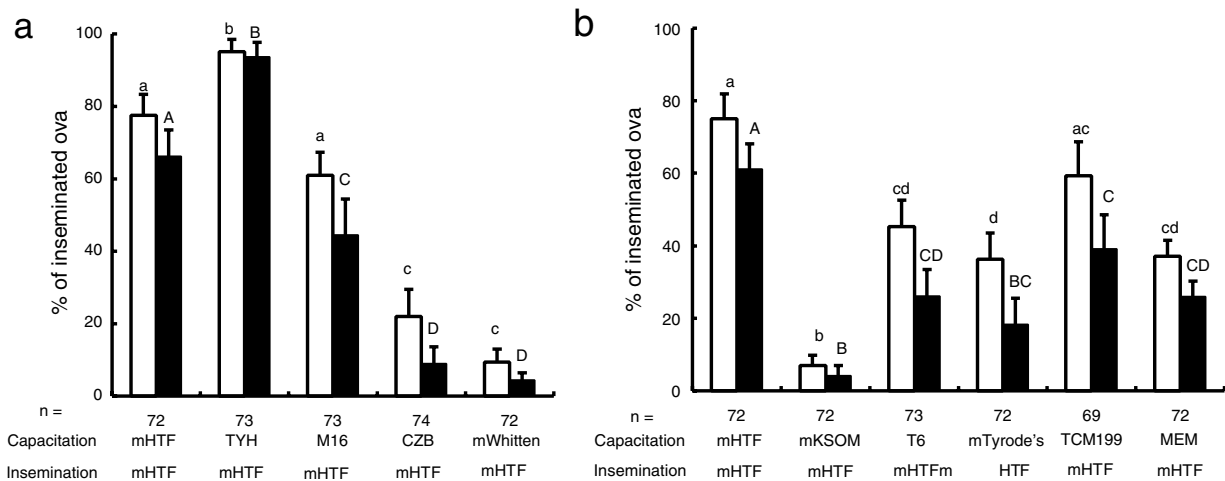 a
100
80
60
40
20
0
% of inseminated ova
a A b B a C c D c D
n = 72 73 73 74 72
Capacitation mHTF TYH M16 CZB mWhitten
Insemination mHTF mHTF mHTF mHTF mHTF
b
100
80
60
40
20
0
% of inseminated ova
a A b B cd CD d BC ac C cd CD
n = 72 72 73 72 69 72
Capacitation mHTF mKSOM T6 mTyrode's TCM199 MEM
Insemination mHTF mHTF mHTFm HTF mHTF mHTF